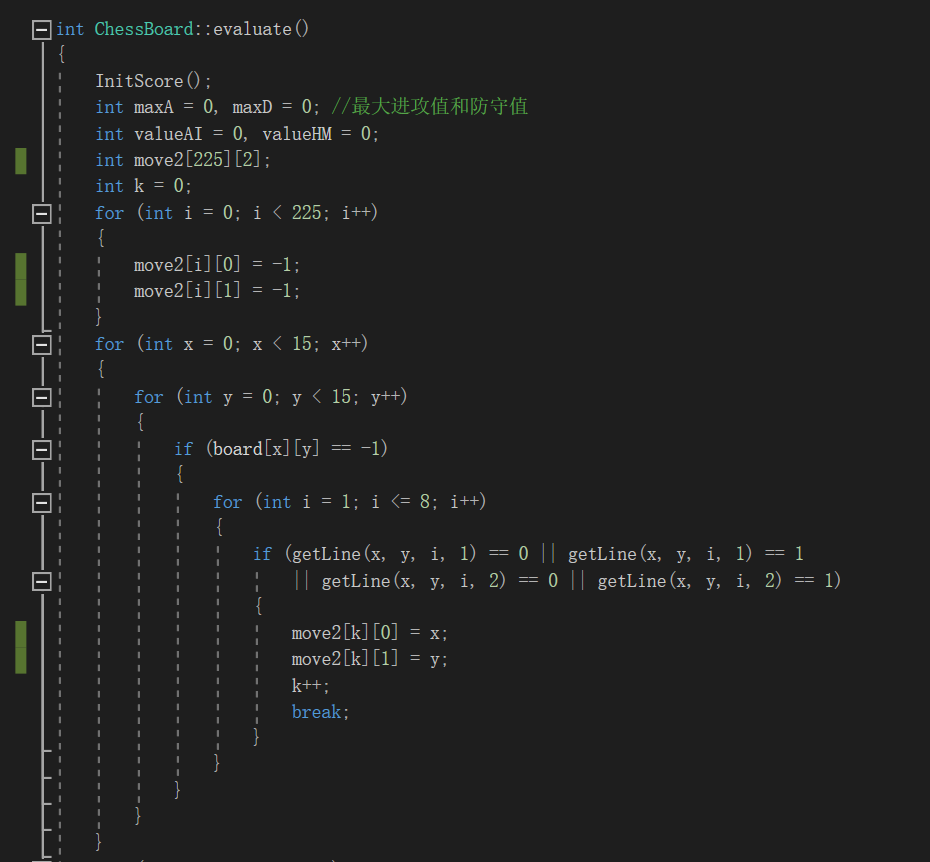 int ChessBoard::evaluate()
{
InitScore();
int maxA = 0, maxD = 0; //最大进攻值和防守值
int valueAI = 0, valueHM = 0;
int move2[225][2];
int k = 0;
for (int i = 0; i < 225; i++)
{
move2[i][0] = -1;
move2[i][1] = -1;
}
for (int x = 0; x < 15; x++)
{
for (int y = 0; y < 15; y++)
{
if (board[x][y] == -1)
{
for (int i = 1; i <= 8; i++)
{
if (getLine(x, y, i, 1) == 0 || getLine(x, y, i, 1) == 1
|| getLine(x, y, i, 2) == 0 || getLine(x, y, i, 2) == 1)
{
move2[k][0] = x;
move2[k][1] = y;
k++;
break;
}
}
}
}
}